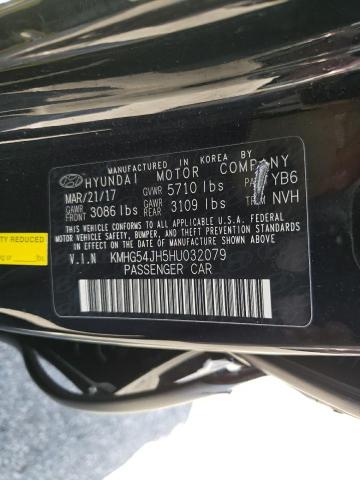 MANUFACTURED IN KOREA BY
HYUNDAI MOTOR COMPANY
MAR/21/17 GVWR 5710 lbs YB6
GAWR FRONT 3086 lbs GAWR REAR 3109 lbs TRIM NVH
THIS VEHICLE CONFORMS TO ALL APPLICABLE U.S.A. FEDERAL
MOTOR VEHICLE SAFETY, BUMPER, AND THEFT PREVENTION
STANDARDS IN EFFECT ON THE DATE OF MANUFACTURE SHOWN ABOVE.
V.I.N KMHG54JH5HU032079
PASSENGER CAR
REDUCED
lbs